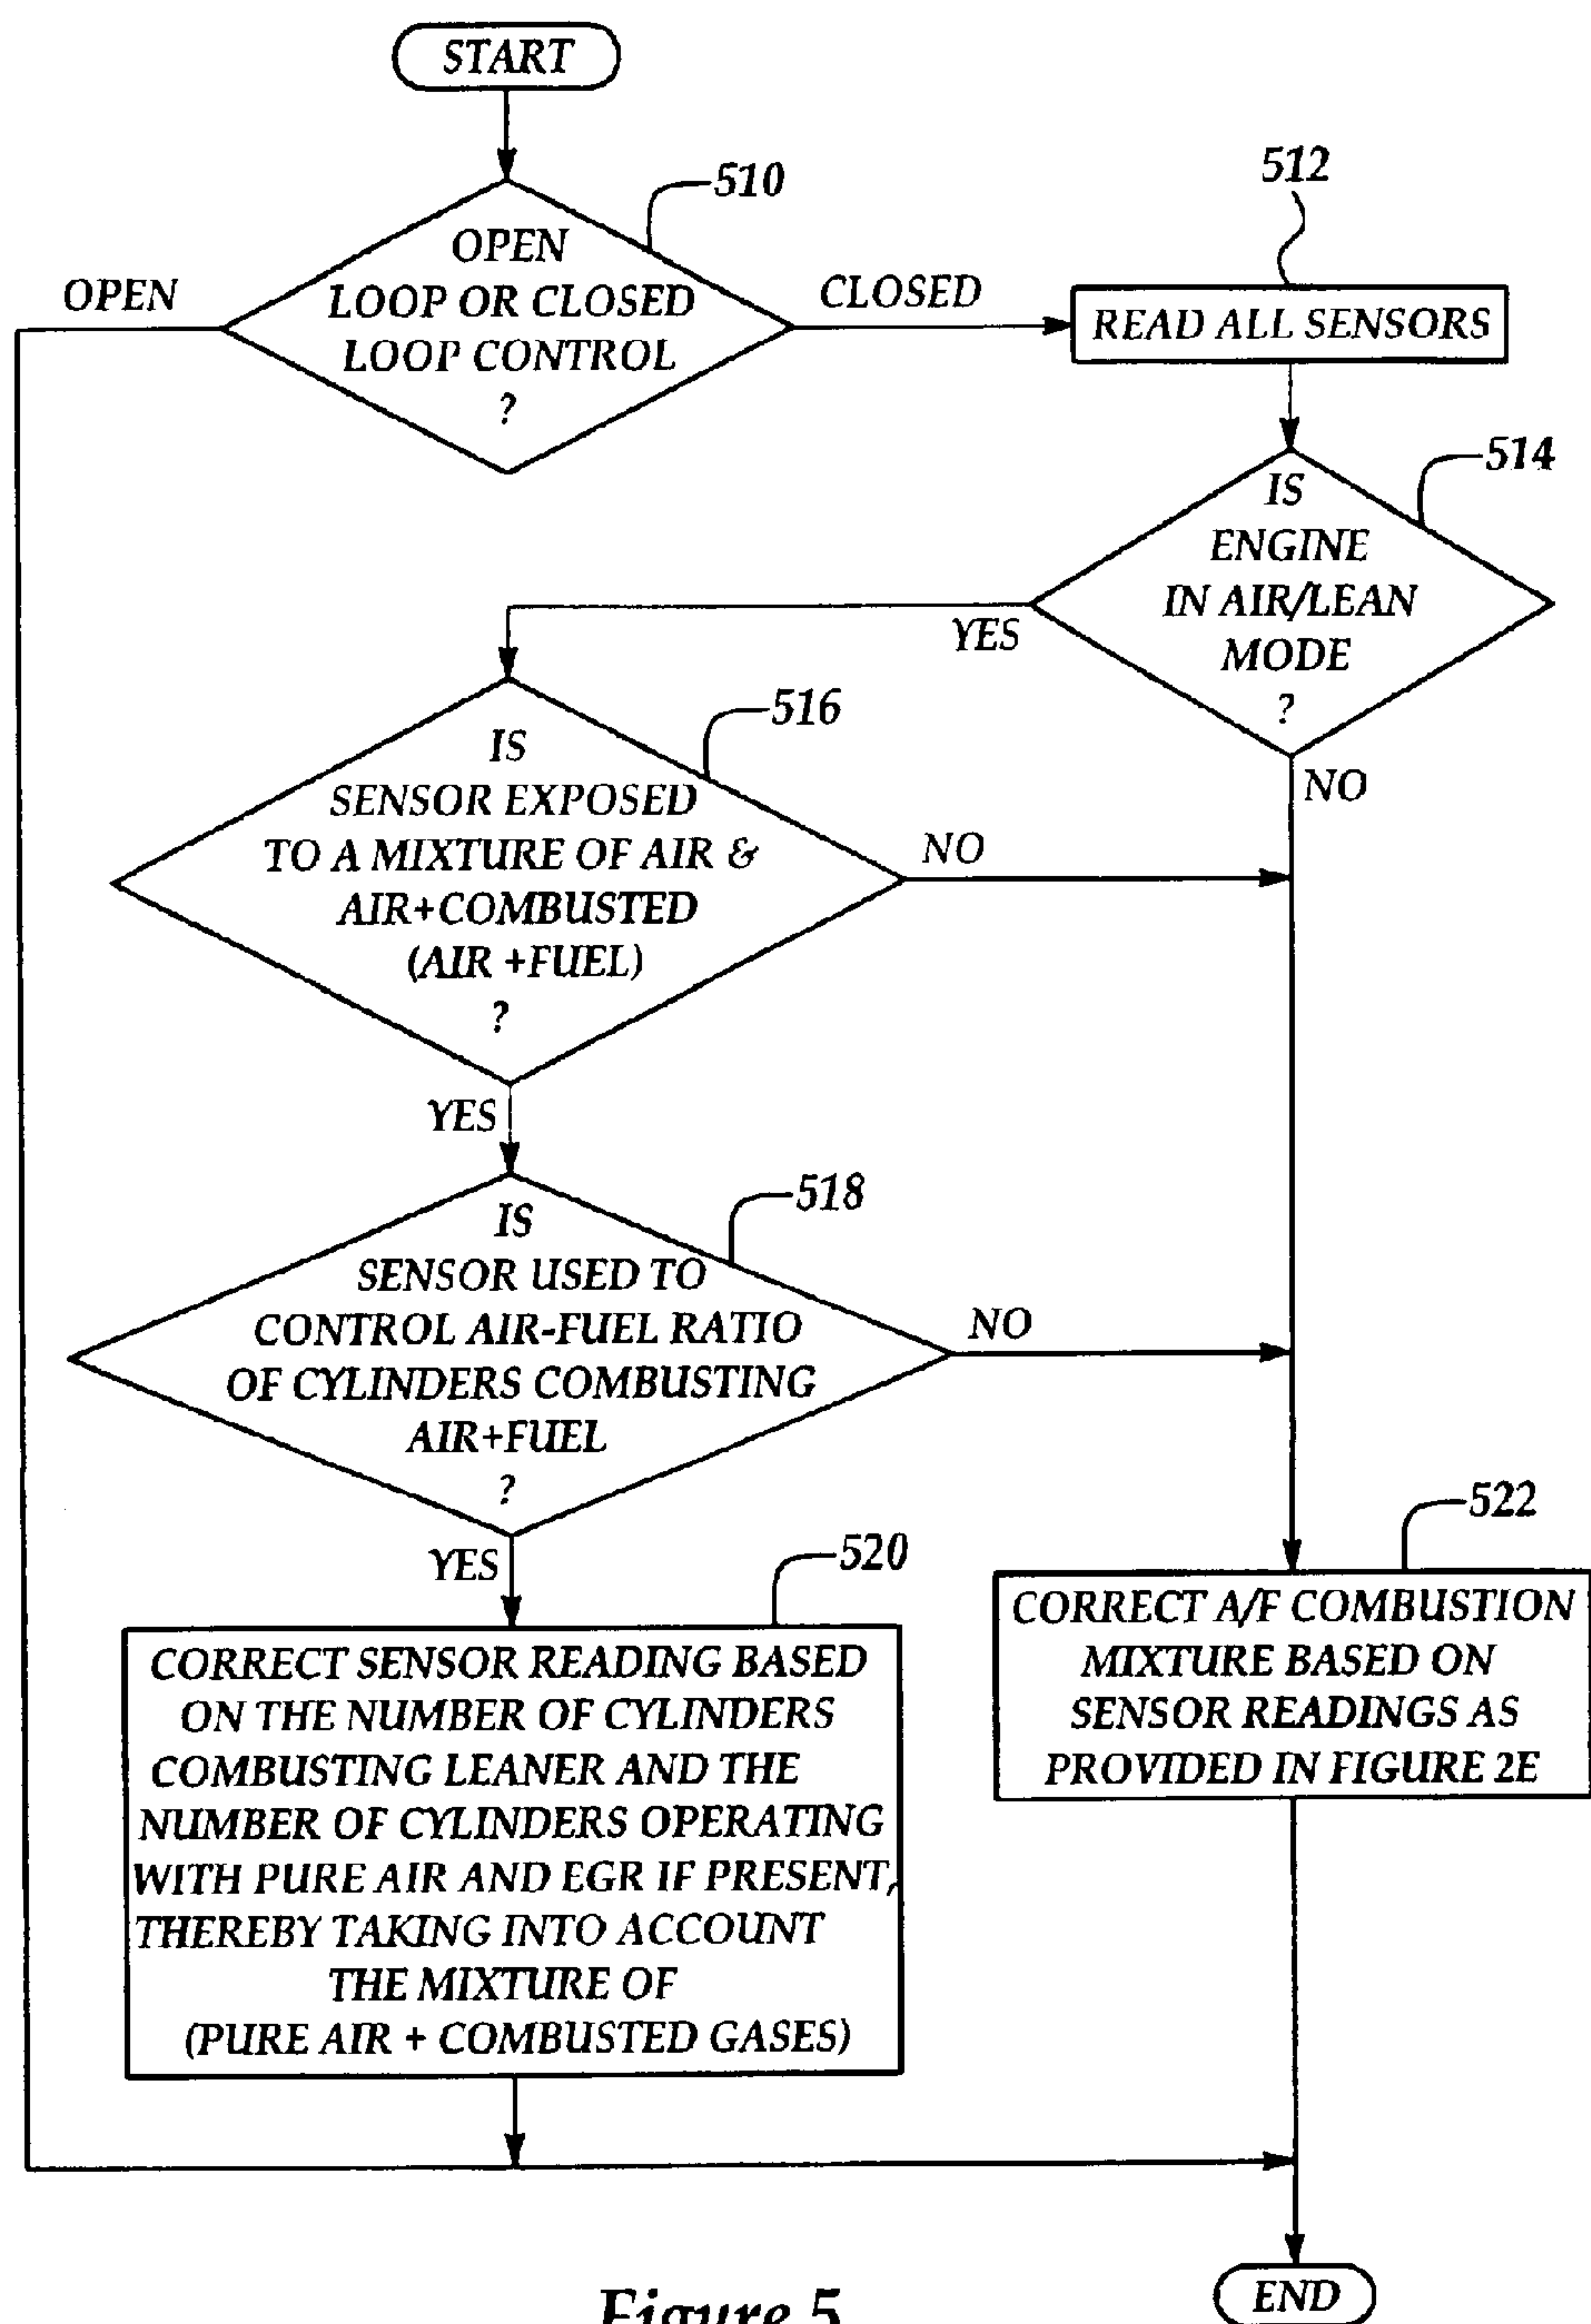 START
510
512
OPEN
LOOP OR CLOSED
LOOP CONTROL
?
OPEN
CLOSED
READ ALL SENSORS
514
IS
ENGINE
IN AIR/LEAN
MODE
?
YES
NO
516
IS
SENSOR EXPOSED
TO A MIXTURE OF AIR &
AIR+COMBUSTED
(AIR +FUEL)
?
NO
YES
518
IS
SENSOR USED TO
CONTROL AIR-FUEL RATIO
OF CYLINDERS COMBUSTING
AIR+FUEL
?
NO
YES
520
CORRECT SENSOR READING BASED
ON THE NUMBER OF CYLINDERS
COMBUSTING LEANER AND THE
NUMBER OF CYLINDERS OPERATING
WITH PURE AIR AND EGR IF PRESENT,
THEREBY TAKING INTO ACCOUNT
THE MIXTURE OF
(PURE AIR + COMBUSTED GASES)
522
CORRECT A/F COMBUSTION
MIXTURE BASED ON
SENSOR READINGS AS
PROVIDED IN FIGURE 2E
END
Figure 5